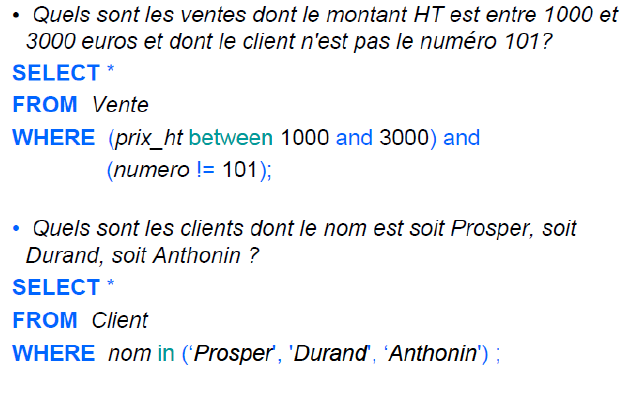 • Quels sont les ventes dont le montant HT est entre 1000 et
3000 euros et dont le client n'est pas le numéro 101?
SELECT *
FROM Vente
WHERE (prix_ht between 1000 and 3000) and
(numero != 101);
• Quels sont les clients dont le nom est soit Prosper, soit
Durand, soit Anthonin ?
SELECT *
FROM Client
WHERE nom in (‘Prosper', 'Durand', ‘Anthonin') ;